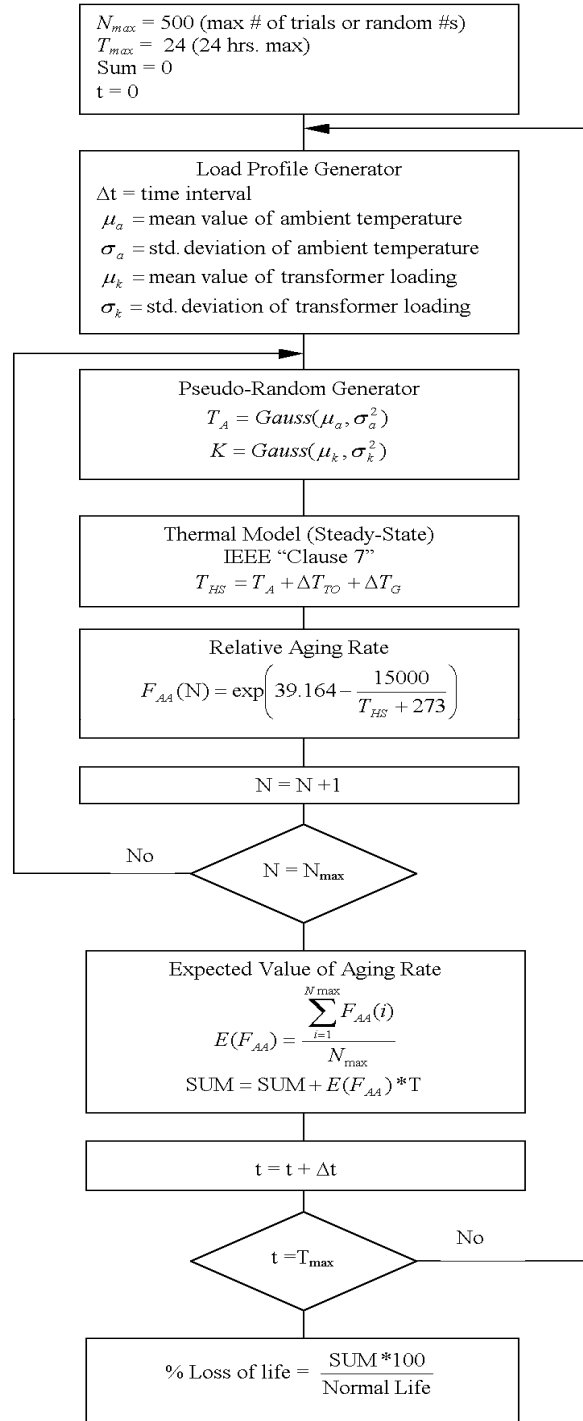 N_max = 500 (max # of trials or random #s)
T_max = 24 (24 hrs. max)
Sum = 0
t = 0
Load Profile Generator
Δt = time interval
μ_a = mean value of ambient temperature
σ_a = std. deviation of ambient temperature
μ_k = mean value of transformer loading
σ_k = std. deviation of transformer loading
Pseudo-Random Generator
T_A = Gauss(μ_a, σ_a^2)
K = Gauss(μ_k, σ_k^2)
Thermal Model (Steady-State)
IEEE “Clause 7”
T_HS = T_A + ΔT_TO + ΔT_G
Relative Aging Rate
F_AA(N) = exp(39.164 − 15000 / (T_HS + 273))
N = N +1
No
N = N_max
Expected Value of Aging Rate
E(F_AA) = ∑_{i=1}^{N max} F_AA(i) / N_max
SUM = SUM + E(F_AA) *T
t = t + Δt
No
t =T_max
% Loss of life = SUM *100 / Normal Life